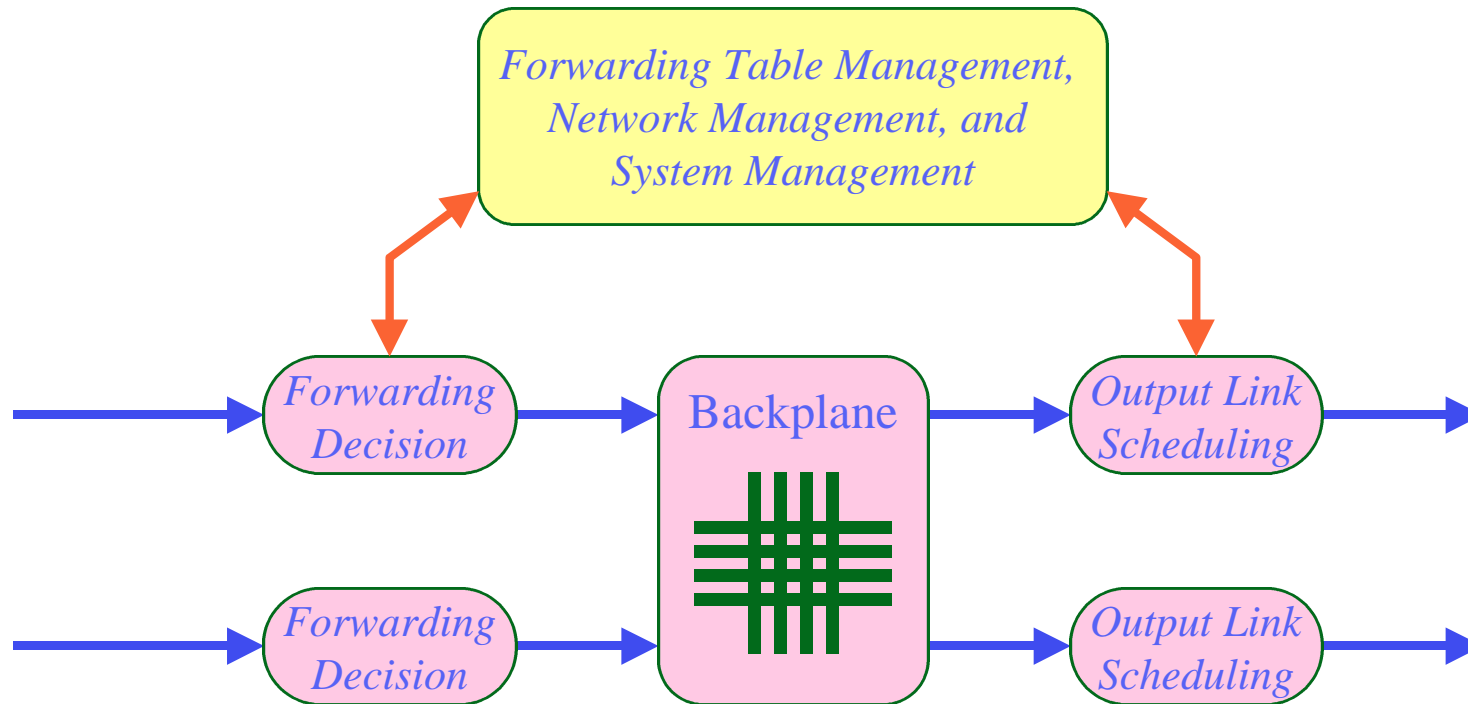 Forwarding Table Management,
Network Management, and
System Management
Forwarding
Decision
Backplane
Output Link
Scheduling
Forwarding
Decision
Output Link
Scheduling